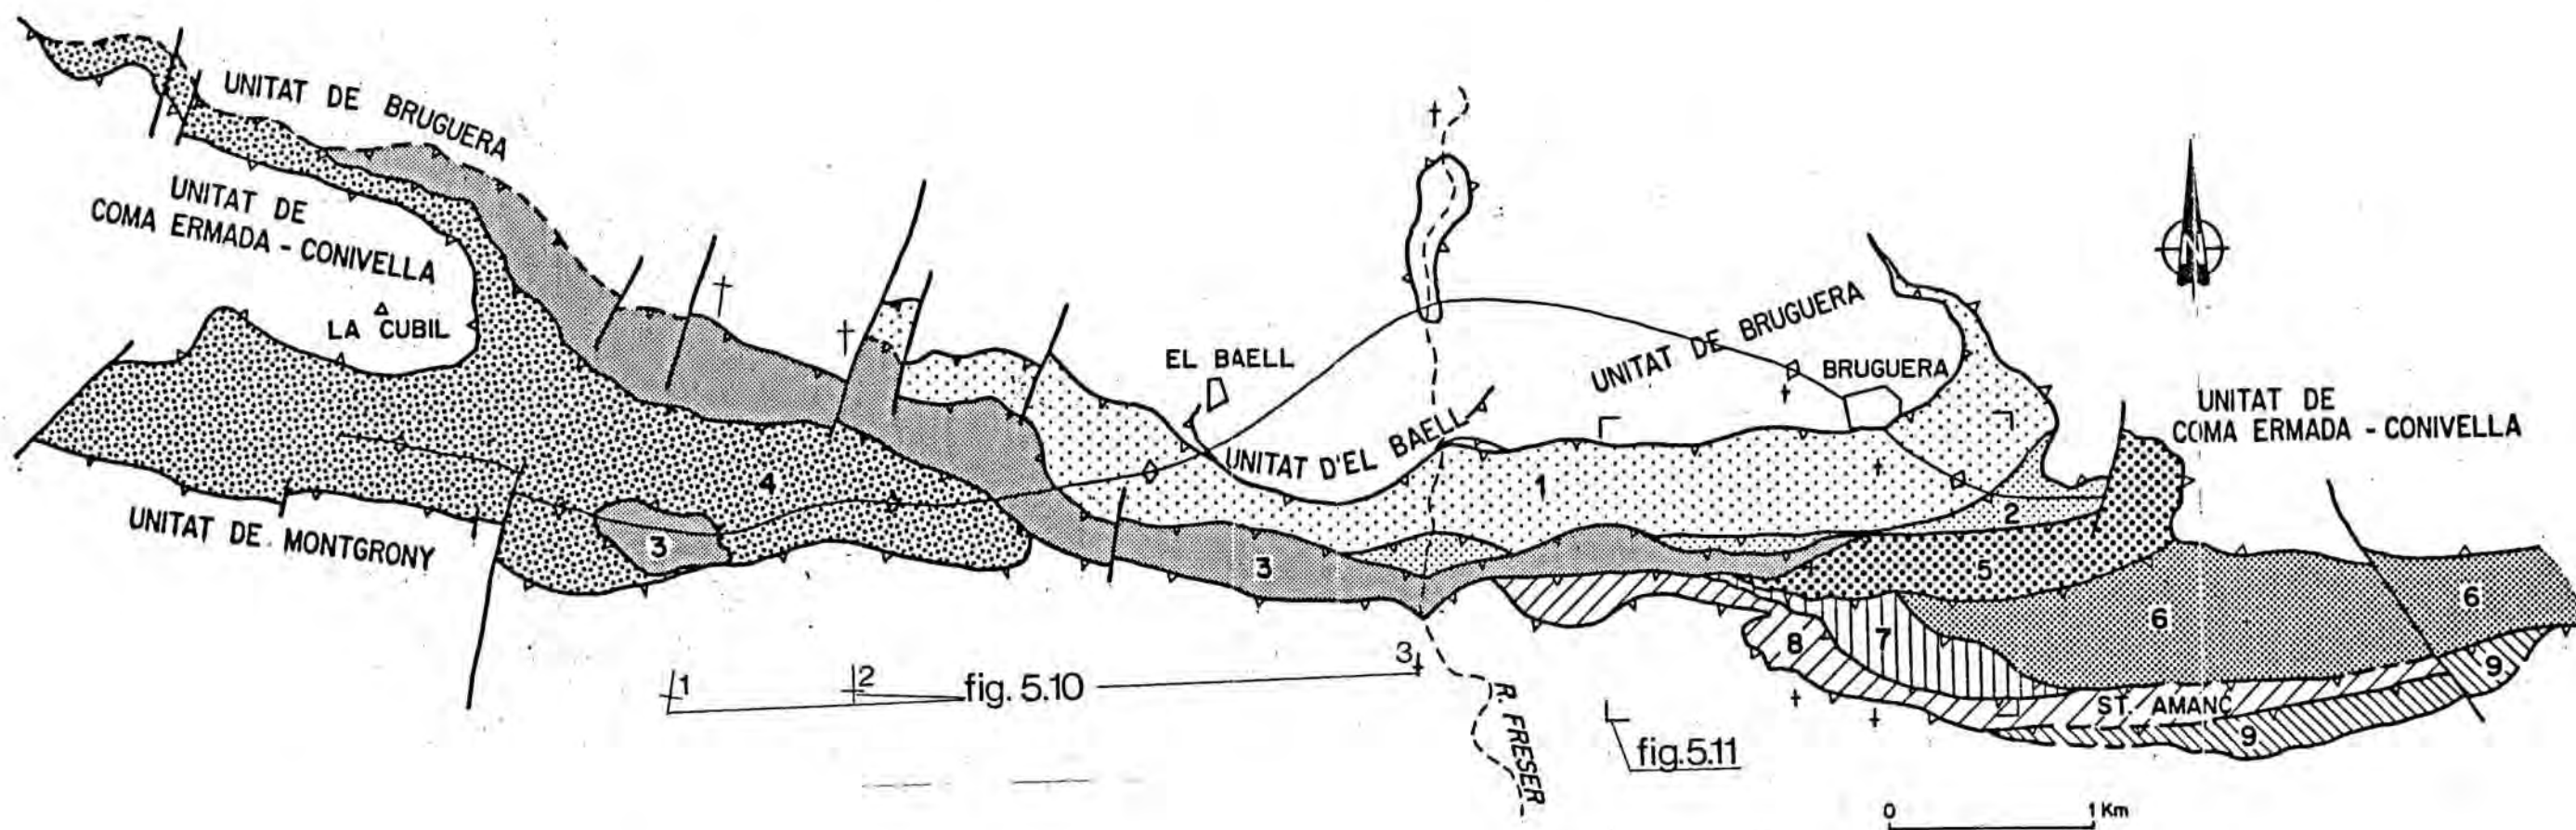 UNITAT DE BRUGUERA
UNITAT DE
COMA ERMADA - CONIVELLA
LA CUBIL
UNITAT DE MONTGRONY
4
3
EL BAELL
UNITAT D'EL BAELL
UNITAT DE BRUGUERA
BRUGUERA
1
2
3
5
UNITAT DE
COMA ERMADA - CONIVELLA
N
6
6
7
8
9
ST. AMANÇ
9
1
2
fig. 5.10
3
R. FRESER
fig.5.11
0 1 Km